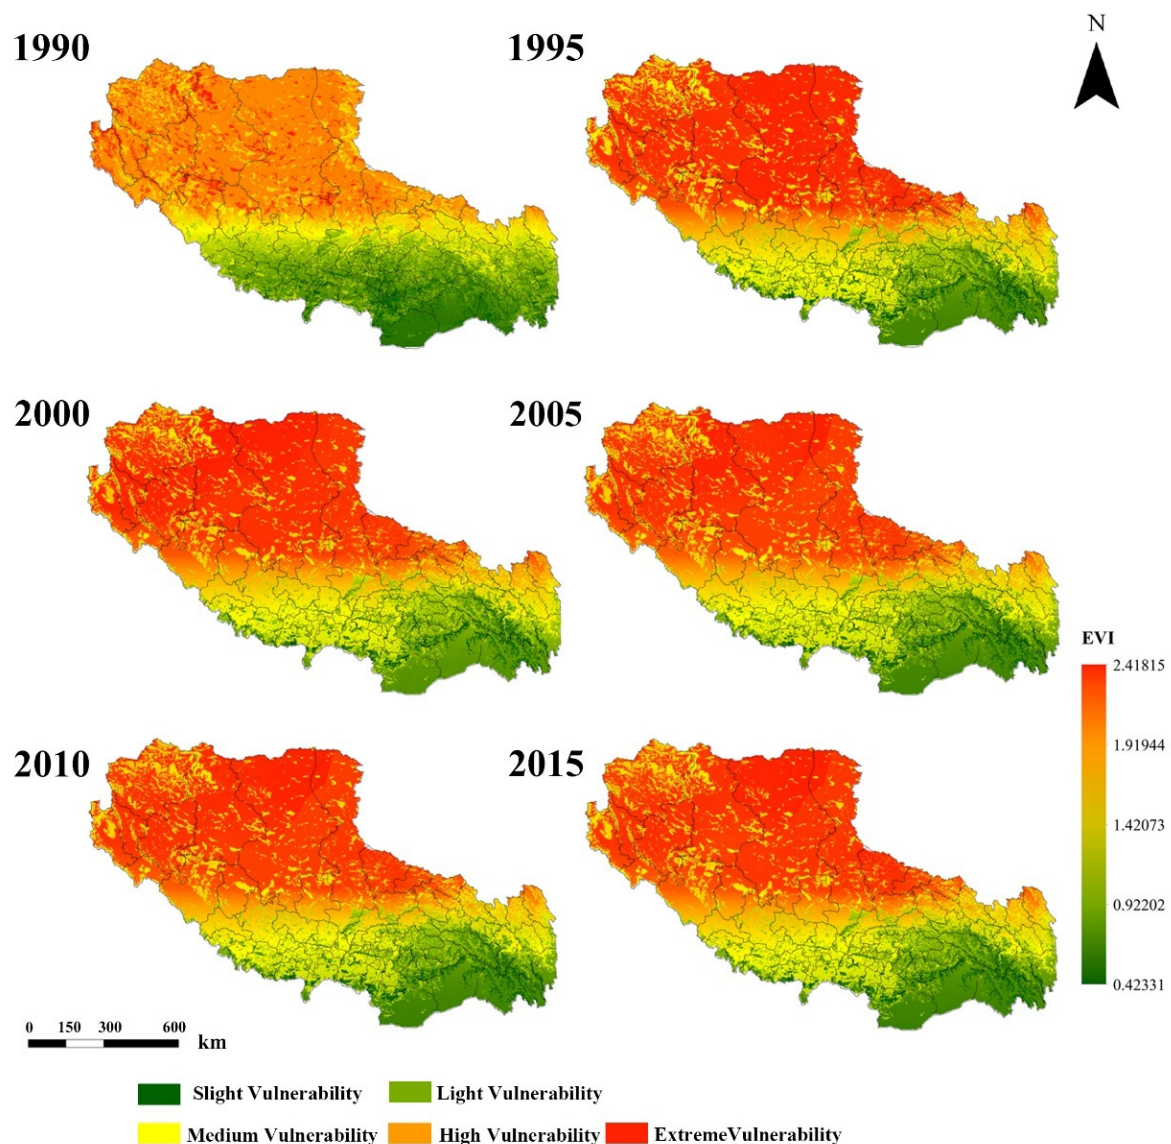 1990
1995
N
2000
2005
EVI
2.41815
1.91944
1.42073
0.92202
0.42331
2010
2015
0 150 300 600
km
Slight Vulnerability Light Vulnerability
Medium Vulnerability High Vulnerability ExtremeVulnerability